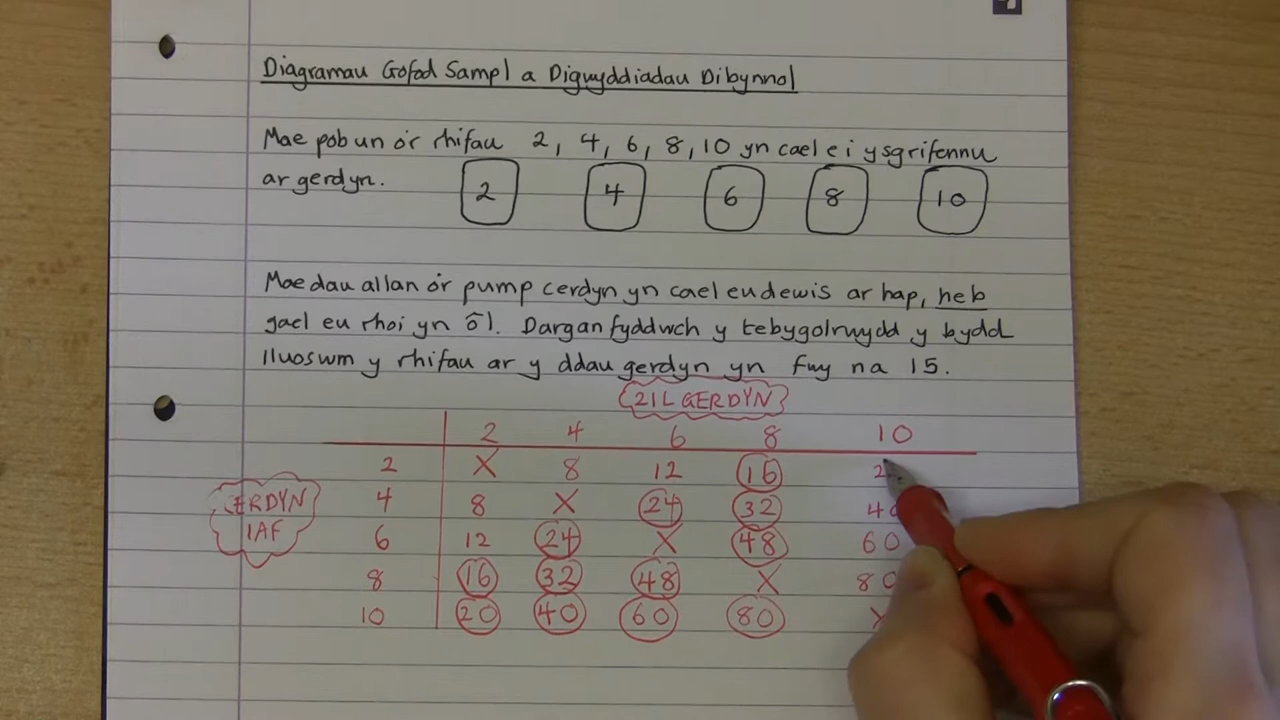 Diagramau Gofod Sampl a Digwyddiadau Dibynnol
Mae pob un o'r rhifau 2, 4, 6, 8, 10 yn cael ei ysgrifennu
ar gerdyn. 2 4 6 8 10
Mae dau allan o'r pump cerdyn yn cael eu dewis ar hap, heb
gael eu rhoi yn ôl. Darganfyddwch y tebygolrwydd y bydd
lluoswm y rhifau ar y ddau gerdyn yn fwy na 15.
2IL GERDYN
2 4 6 8 10
2 X 8 12 16
4 8 X 24 32 40
ERDYN
1AF
6 12 24 X 48 60
8 16 32 48 X 80
10 20 40 60 80 X